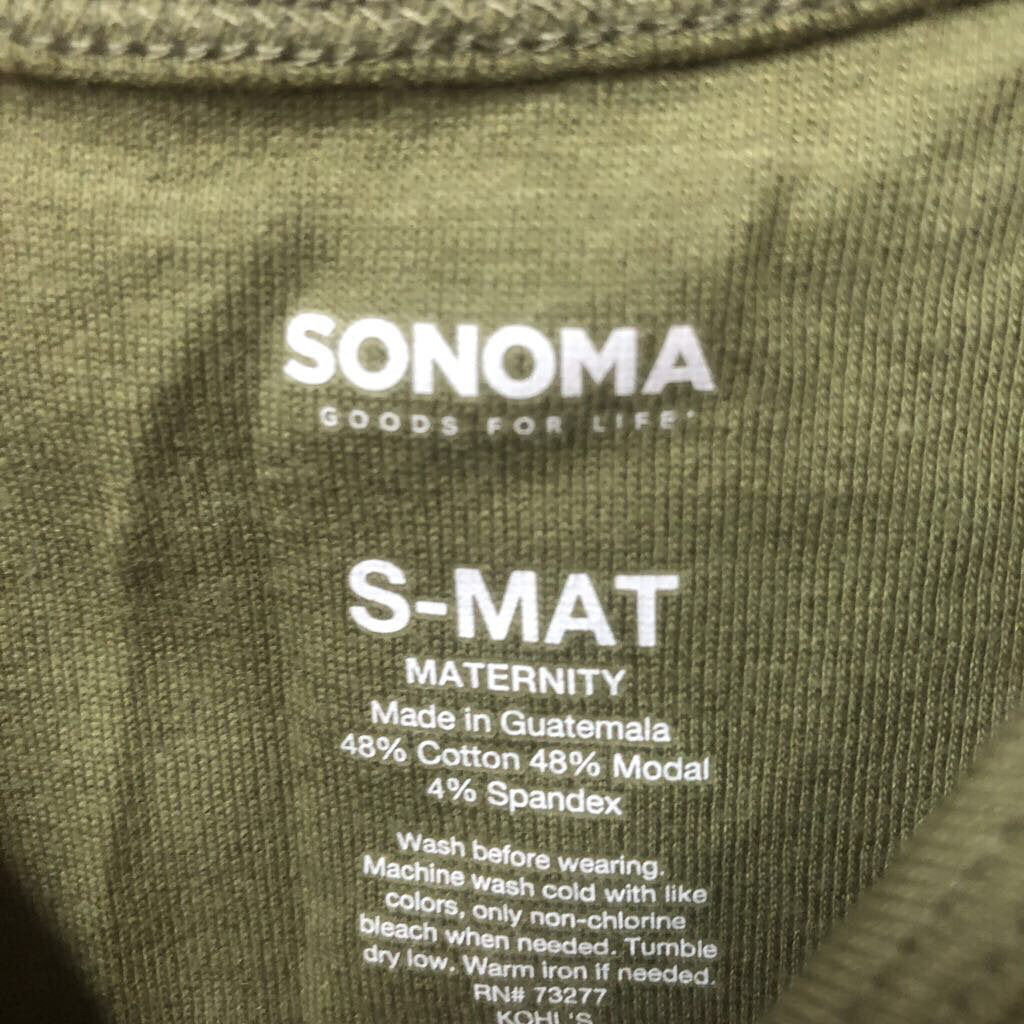 SONOMA
GOODS FOR LIFE
S-MAT
MATERNITY
Made in Guatemala
48% Cotton 48% Modal
4% Spandex
Wash before wearing.
Machine wash cold with like
colors, only non-chlorine
bleach when needed. Tumble
dry low. Warm iron if needed.
RN# 73277
KOHL'S